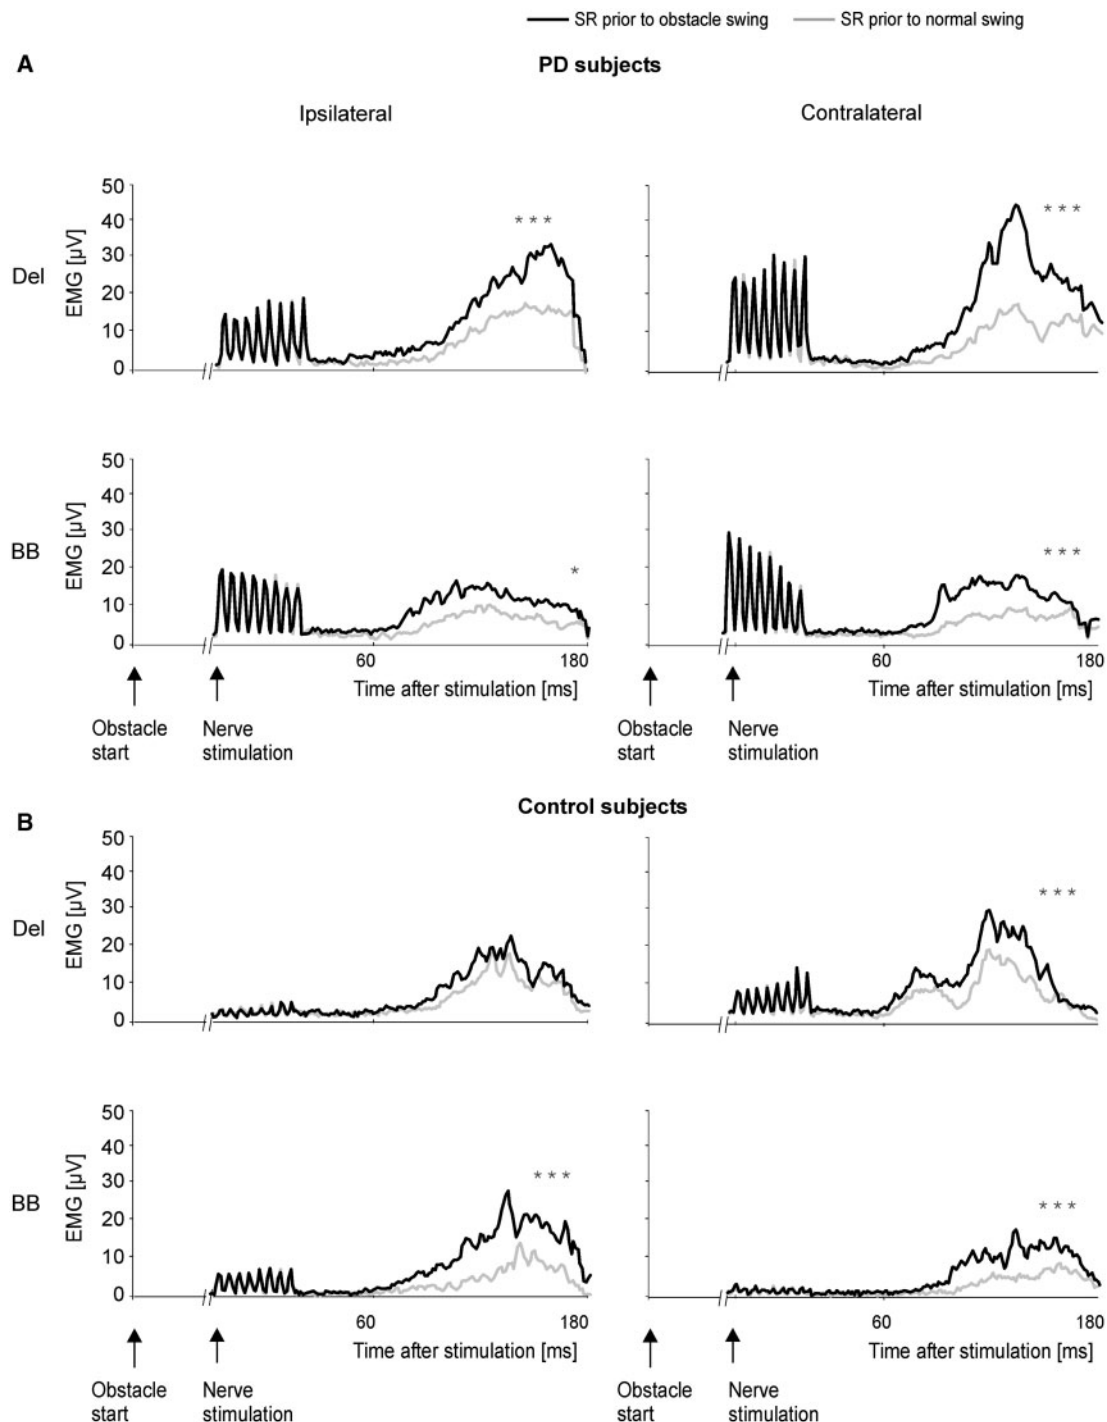 SR prior to obstacle swing SR prior to normal swing
A
PD subjects
Ipsilateral Contralateral
Del
EMG [µV]
50
40
30
20
10
0
* * *
* * *
BB
EMG [µV]
50
40
30
20
10
0
*
* * *
60 180 60 180
Time after stimulation [ms] Time after stimulation [ms]
Obstacle start
Nerve stimulation
Obstacle start
Nerve stimulation
B
Control subjects
Del
EMG [µV]
50
40
30
20
10
0
* * *
BB
EMG [µV]
50
40
30
20
10
0
* * *
* * *
60 180 60 180
Time after stimulation [ms] Time after stimulation [ms]
Obstacle start
Nerve stimulation
Obstacle start
Nerve stimulation